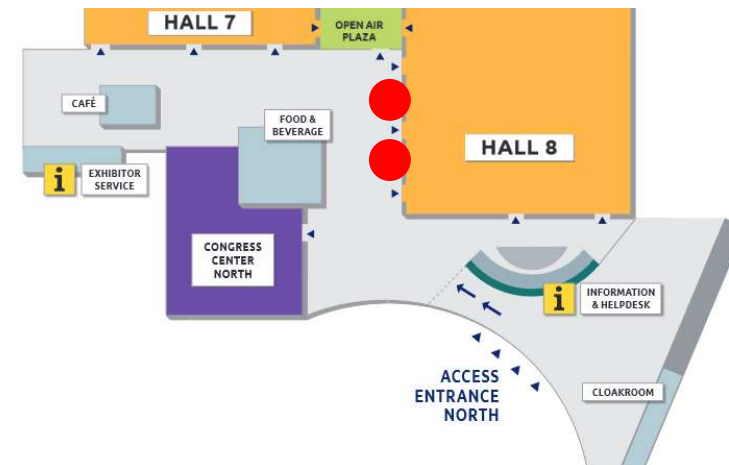 HALL 7
OPEN AIR
PLAZA
CAFÉ
FOOD &
BEVERAGE
HALL 8
i
EXHIBITOR
SERVICE
CONGRESS
CENTER
NORTH
i
INFORMATION
& HELPDESK
ACCESS
ENTRANCE
NORTH
CLOAKROOM